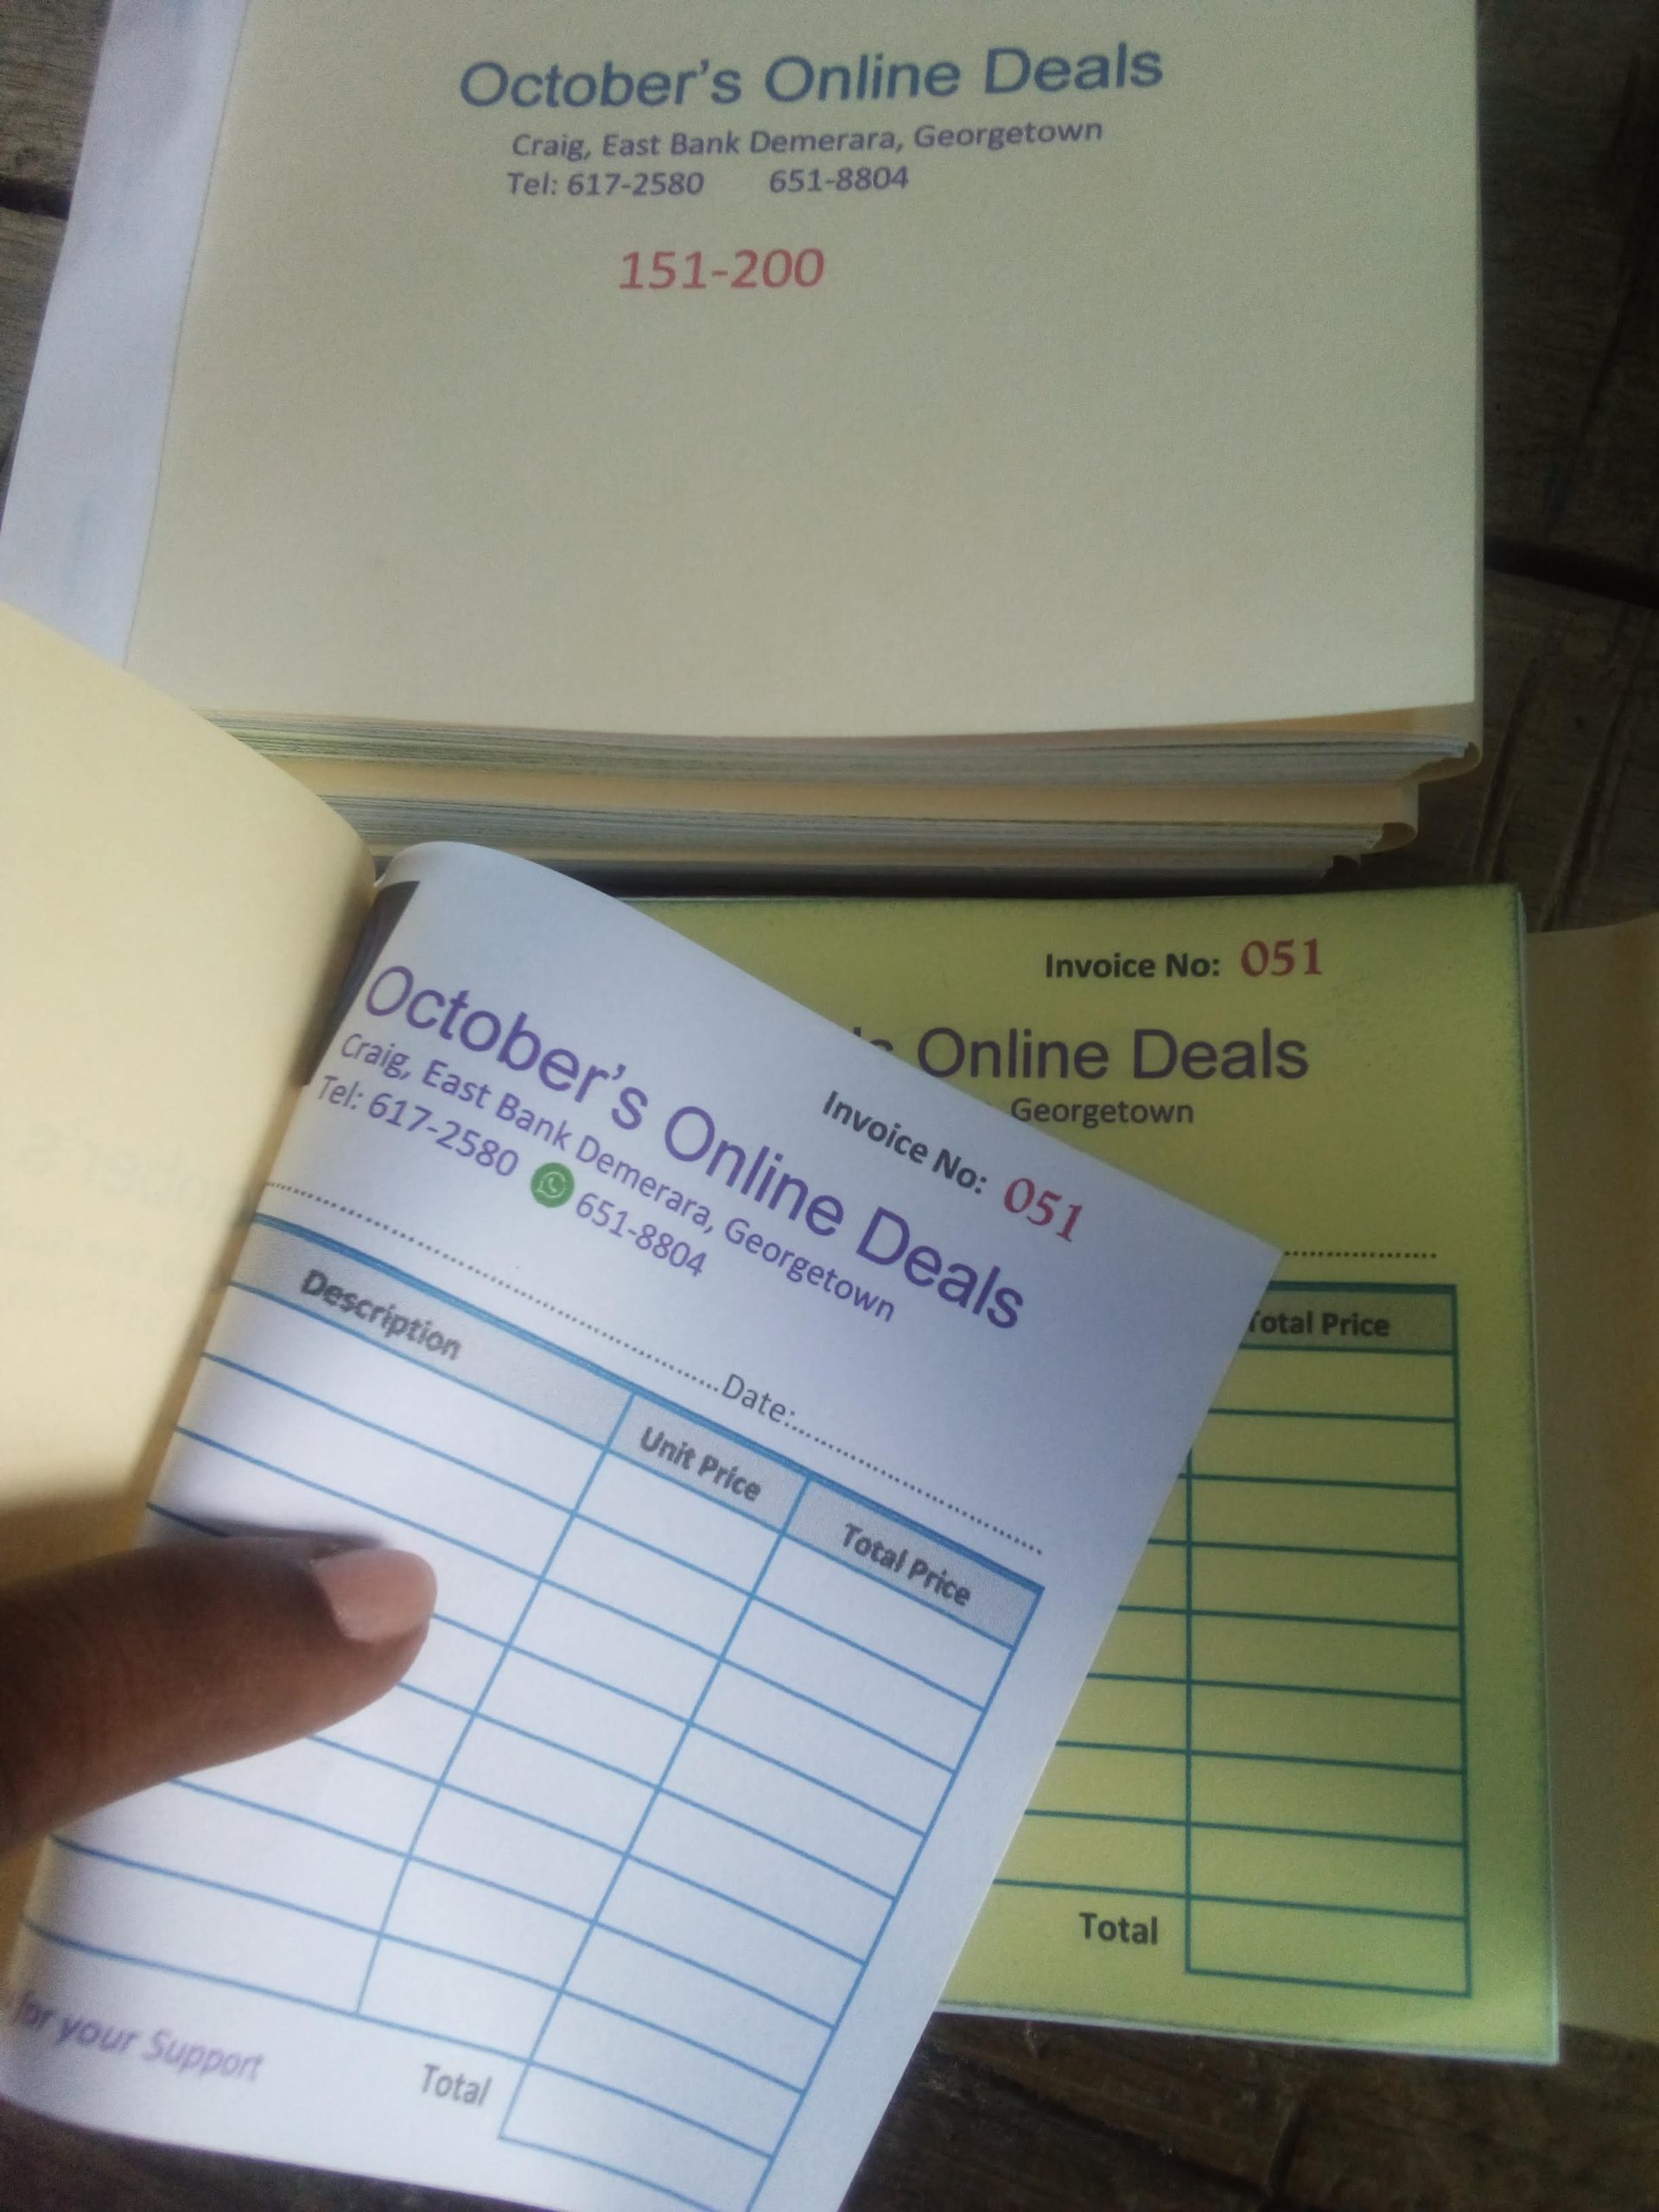 October's Online Deals
Craig, East Bank Demerara, Georgetown
Tel: 617-2580 651-8804
151-200
Invoice No: 051
Online Deals
Georgetown
Total Price
Total
Invoice No: 051
October's Online Deals
Craig, East Bank Demerara, Georgetown
Tel: 617-2580 651-8804
Date:
Description Unit Price Total Price
for your Support
Total